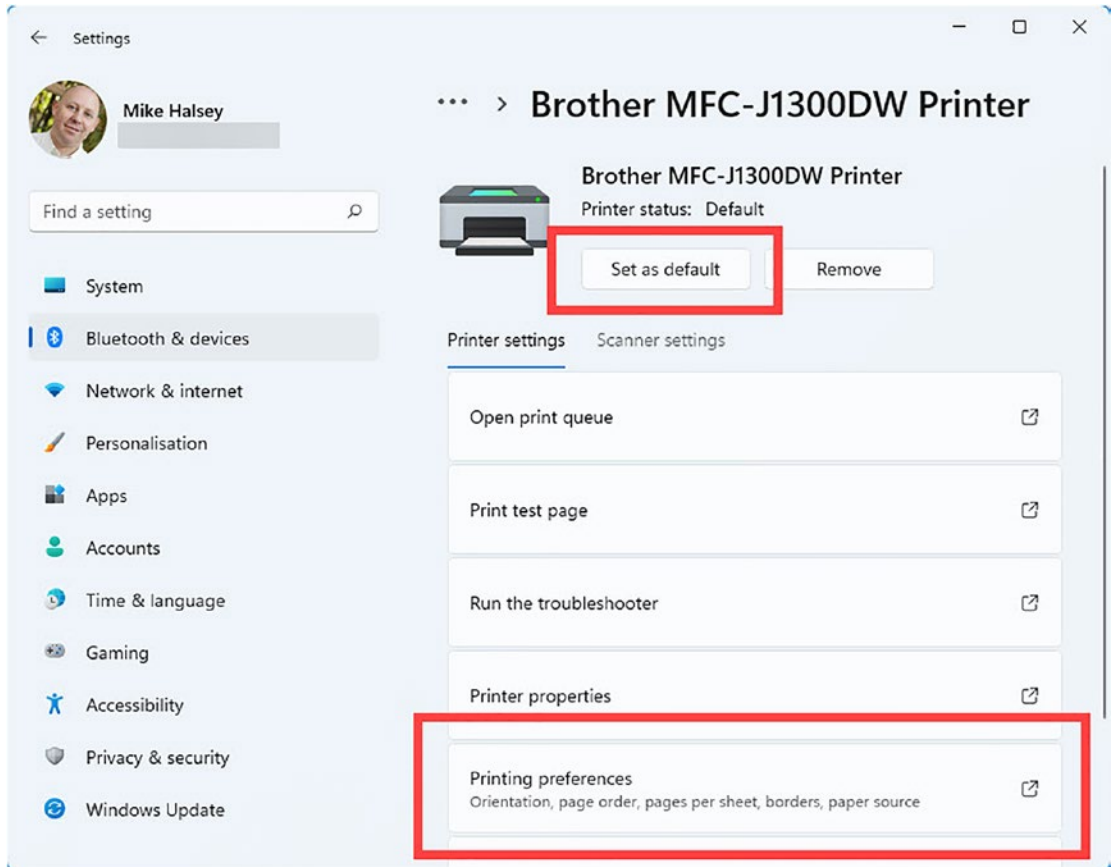 Settings
Mike Halsey
Find a setting
System
Bluetooth & devices
Network & internet
Personalisation
Apps
Accounts
Time & language
Gaming
Accessibility
Privacy & security
Windows Update
Brother MFC-J1300DW Printer
Brother MFC-J1300DW Printer
Printer status: Default
Set as default Remove
Printer settings Scanner settings
Open print queue
Print test page
Run the troubleshooter
Printer properties
Printing preferences
Orientation, page order, pages per sheet, borders, paper source